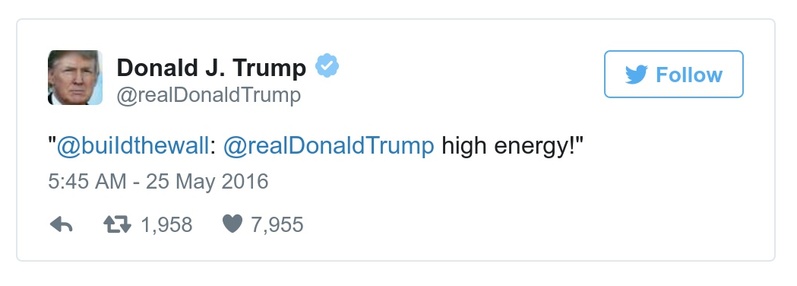 Donald J. Trump
@realDonaldTrump
Follow
"@buildthewall: @realDonaldTrump high energy!"
5:45 AM - 25 May 2016
1,958 7,955